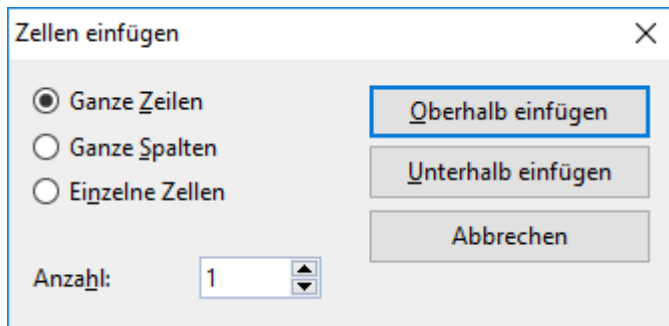 Zellen einfügen
Ganze Zeilen
Ganze Spalten
Einzelne Zellen
Anzahl: 1
Oberhalb einfügen
Unterhalb einfügen
Abbrechen